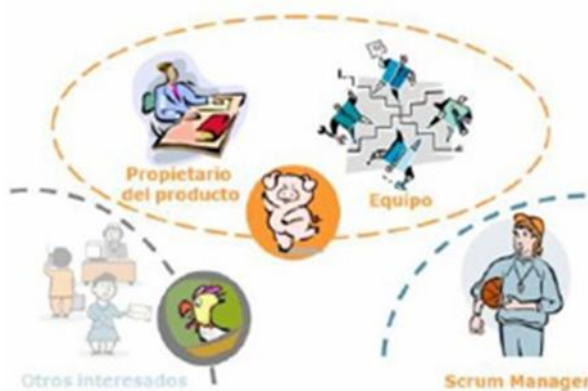 Propietario
del producto
Equipo
Otros interesados
Scrum Manager